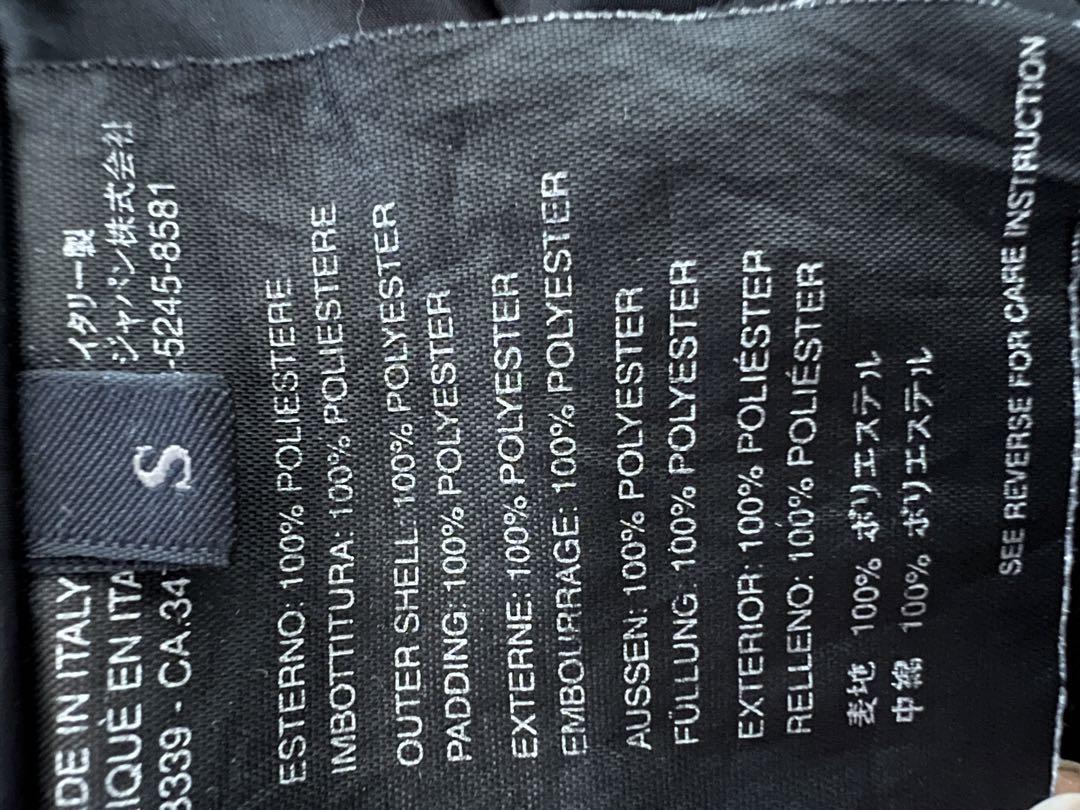 DE IN ITALY
IQUÈ EN ITA
3339 - CA 34
S
イタリー製
ジャパン株式会社
-5245-8581
ESTERNO: 100% POLIESTERE
IMBOTTITURA: 100% POLIESTERE
OUTER SHELL: 100% POLYESTER
PADDING: 100% POLYESTER
EXTERNE: 100% POLYESTER
EMBOURRAGE: 100% POLYESTER
AUSSEN: 100% POLYESTER
FÜLLUNG: 100% POLYESTER
EXTERIOR: 100% POLIÉSTER
RELLENO: 100% POLIÉSTER
表地 100% ポリエステル
中綿 100% ポリエステル
SEE REVERSE FOR CARE INSTRUCTION